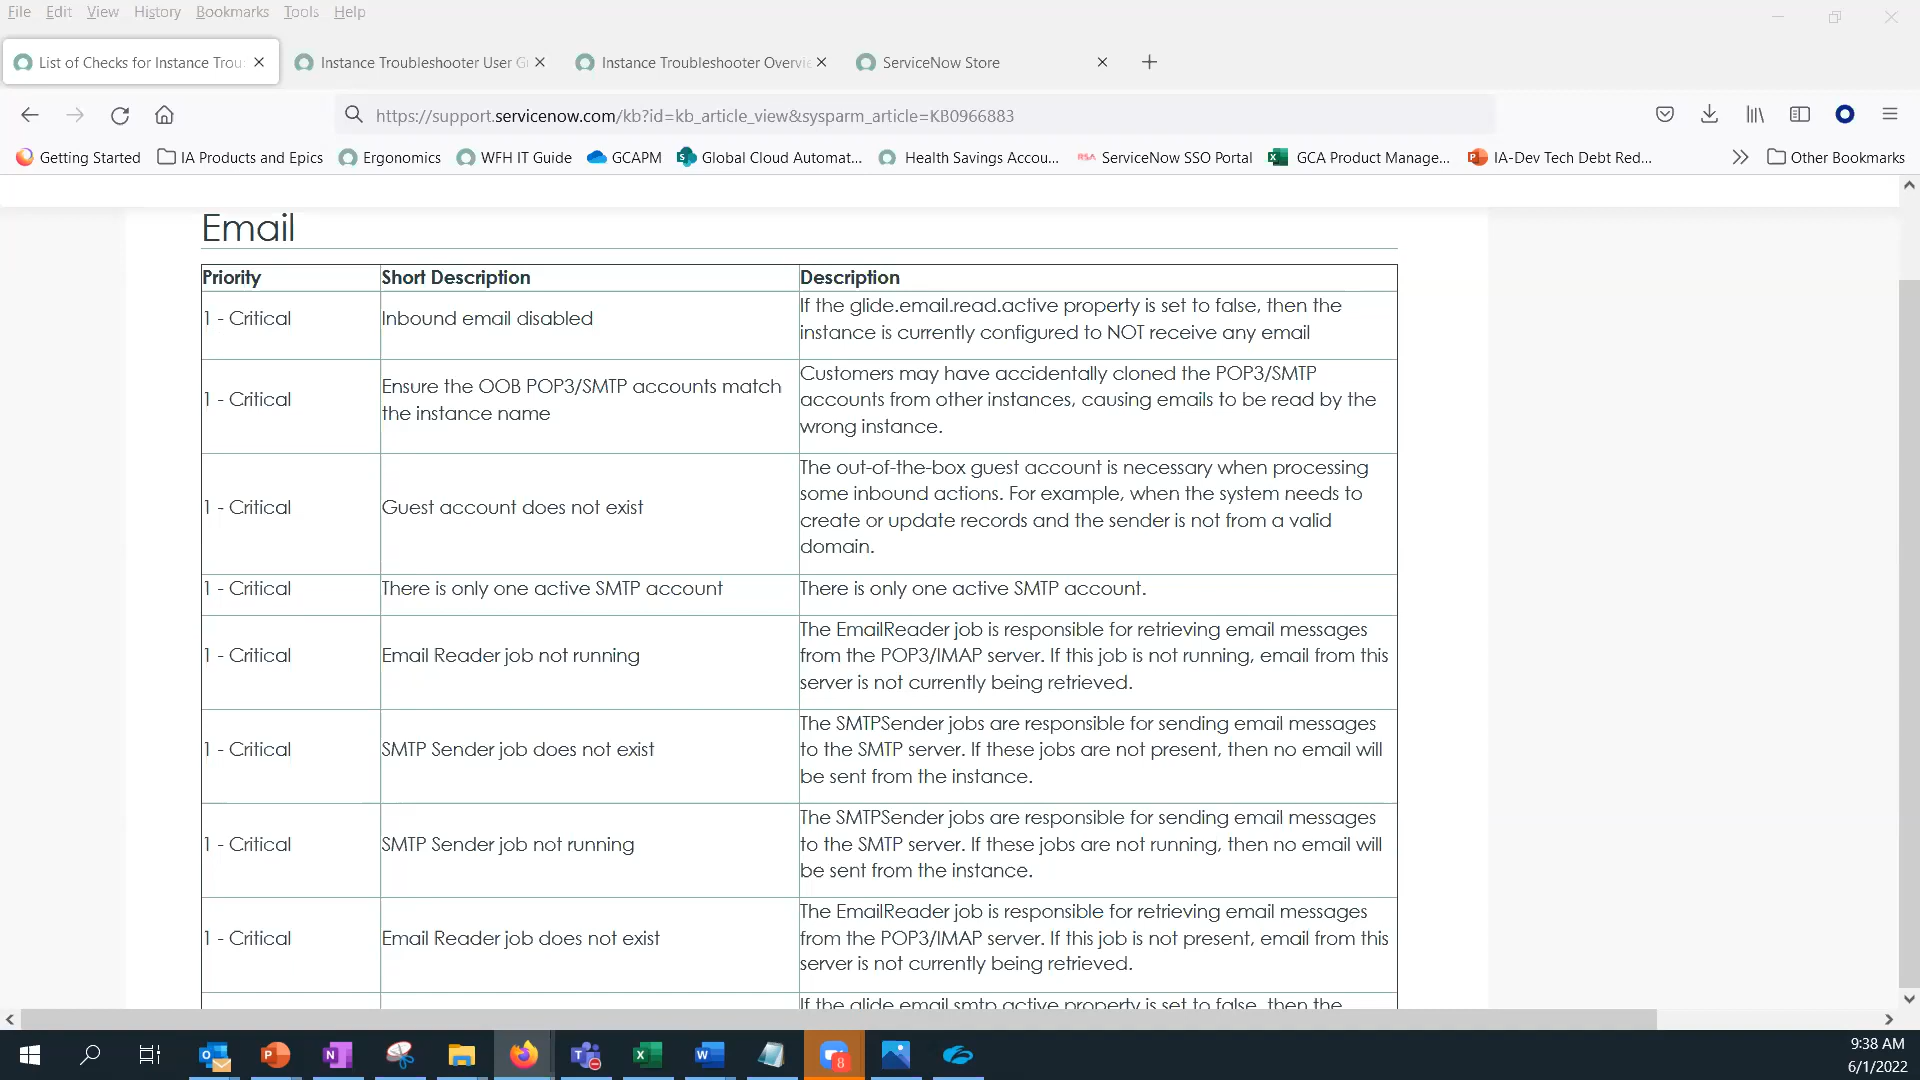 File Edit View History Bookmarks Tools Help
List of Checks for Instance Trou
Instance Troubleshooter User G
Instance Troubleshooter Overvi
ServiceNow Store
https://support.servicenow.com/kb?id=kb_article_view&sysparm_article=KB0966883
Getting Started IA Products and Epics Ergonomics WFH IT Guide GCAPM Global Cloud Automat... Health Savings Accou... RSA ServiceNow SSO Portal GCA Product Manage... IA-Dev Tech Debt Red... Other Bookmarks
Email
Priority Short Description Description
1 - Critical
Inbound email disabled
If the glide.email.read.active property is set to false, then the
instance is currently configured to NOT receive any email
1 - Critical
Ensure the OOB POP3/SMTP accounts match
the instance name
Customers may have accidentally cloned the POP3/SMTP
accounts from other instances, causing emails to be read by the
wrong instance.
1 - Critical
Guest account does not exist
The out-of-the-box guest account is necessary when processing
some inbound actions. For example, when the system needs to
create or update records and the sender is not from a valid
domain.
1 - Critical
There is only one active SMTP account
There is only one active SMTP account.
1 - Critical
Email Reader job not running
The EmailReader job is responsible for retrieving email messages
from the POP3/IMAP server. If this job is not running, email from this
server is not currently being retrieved.
1 - Critical
SMTP Sender job does not exist
The SMTPSender jobs are responsible for sending email messages
to the SMTP server. If these jobs are not present, then no email will
be sent from the instance.
1 - Critical
SMTP Sender job not running
The SMTPSender jobs are responsible for sending email messages
to the SMTP server. If these jobs are not running, then no email will
be sent from the instance.
1 - Critical
Email Reader job does not exist
The EmailReader job is responsible for retrieving email messages
from the POP3/IMAP server. If this job is not present, email from this
server is not currently being retrieved.
If the glide.email.smtp.active property is set to false, then the
8
9:38 AM
6/1/2022